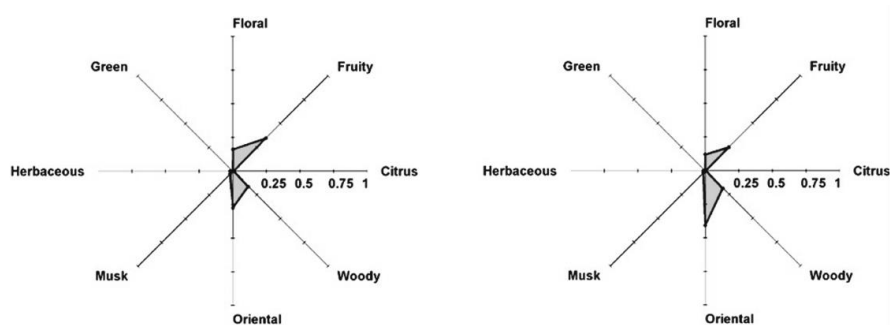 Floral
Green
Fruity
Herbaceous
Citrus
0.25 0.5 0.75 1
Musk
Woody
Oriental
Floral
Green
Fruity
Herbaceous
Citrus
0.25 0.5 0.75 1
Musk
Woody
Oriental